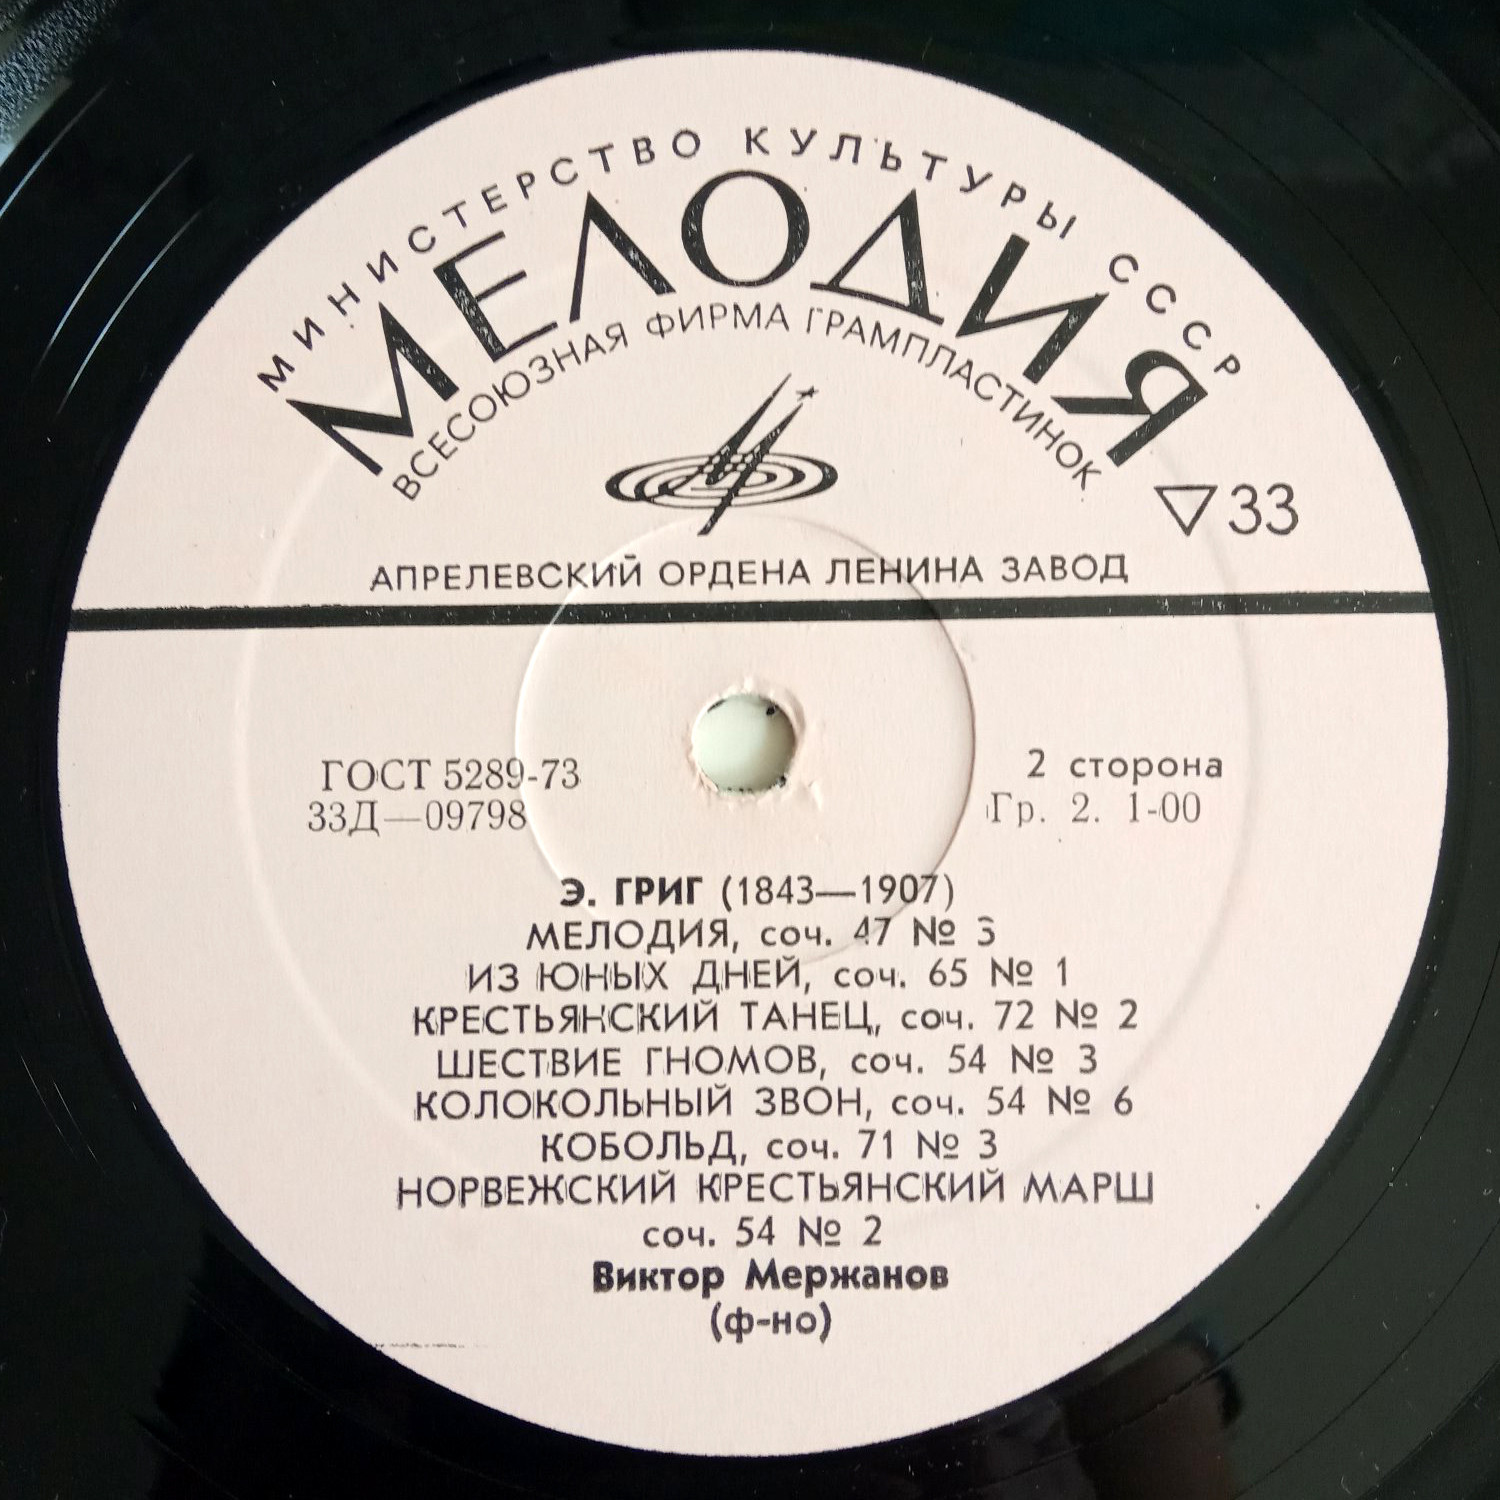 МИНИСТЕРСТВО КУЛЬТУРЫ СССР
МЕЛОДИЯ
ВСЕСОЮЗНАЯ ФИРМА ГРАМПЛАСТИНОК
▽33
АПРЕЛЕВСКИЙ ОРДЕНА ЛЕНИНА ЗАВОД
ГОСТ 5289-73
33Д—09798
2 сторона
Гр. 2. 1-00
Э. ГРИГ (1843—1907)
МЕЛОДИЯ, соч. 47 № 3
ИЗ ЮНЫХ ДНЕЙ, соч. 65 № 1
КРЕСТЬЯНСКИЙ ТАНЕЦ, соч. 72 № 2
ШЕСТВИЕ ГНОМОВ, соч. 54 № 3
КОЛОКОЛЬНЫЙ ЗВОН, соч. 54 № 6
КОБОЛЬД, соч. 71 № 3
НОРВЕЖСКИЙ КРЕСТЬЯНСКИЙ МАРШ
соч. 54 № 2
Виктор Мержанов
(ф-но)